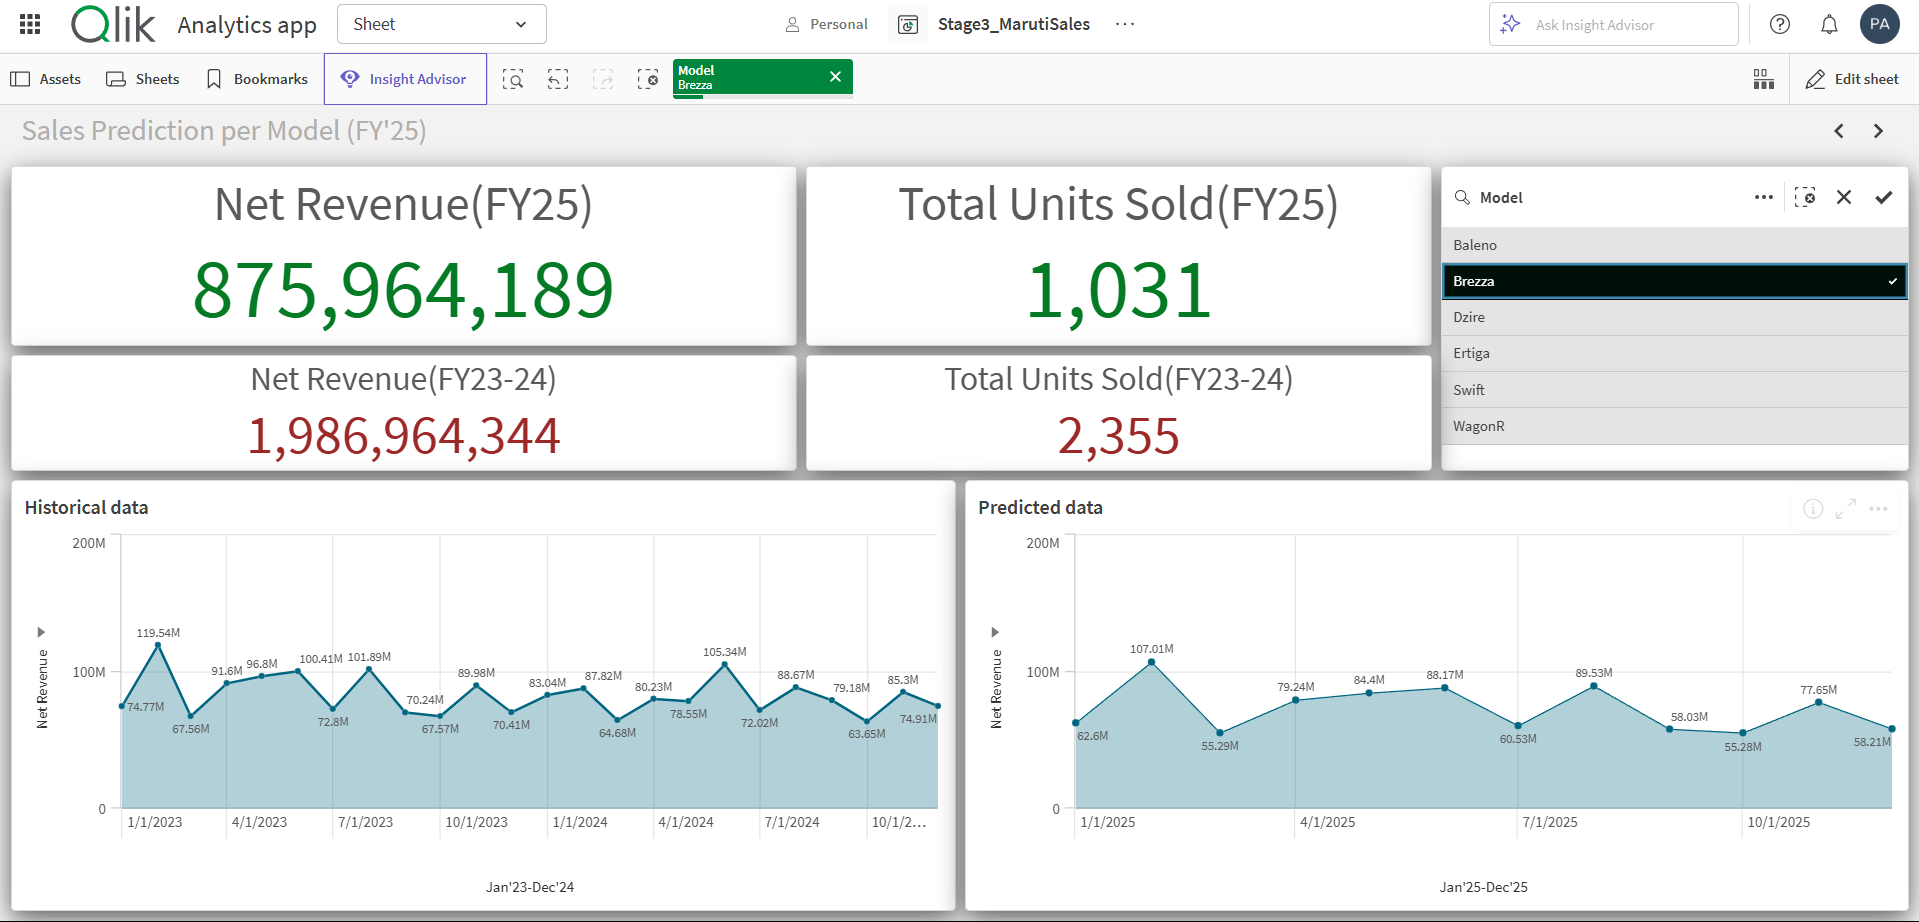 Qlik Analytics app Sheet Personal Stage3_MarutiSales ... Ask Insight Advisor ? PA
Assets Sheets Bookmarks Insight Advisor Model Edit sheet
Brezza
Sales Prediction per Model (FY'25)
Net Revenue(FY25)
875,964,189
Total Units Sold(FY25)
1,031
Net Revenue(FY23-24)
1,986,964,344
Total Units Sold(FY23-24)
2,355
Model
Baleno
Brezza
Dzire
Ertiga
Swift
WagonR
Historical data
Net Revenue
200M
100M
0
74.77M
119.54M
67.56M
91.6M
96.8M
100.41M
72.8M
101.89M
70.24M
67.57M
89.98M
70.41M
83.04M
87.82M
64.68M
80.23M
78.55M
105.34M
72.02M
88.67M
79.18M
63.65M
85.3M
74.91M
1/1/2023 4/1/2023 7/1/2023 10/1/2023 1/1/2024 4/1/2024 7/1/2024 10/1/2...
Jan'23-Dec'24
Predicted data
Net Revenue
200M
100M
0
62.6M
107.01M
55.29M
79.24M
84.4M
88.17M
60.53M
89.53M
58.03M
55.28M
77.65M
58.21M
1/1/2025 4/1/2025 7/1/2025 10/1/2025
Jan'25-Dec'25